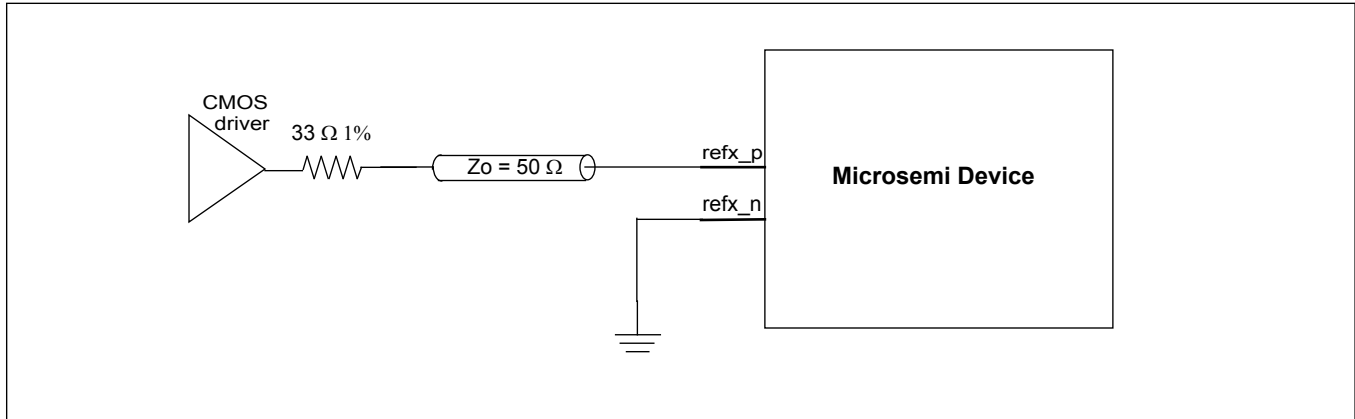 CMOS
driver
33 Ω 1%
Zo = 50 Ω
refx_p
refx_n
Microsemi Device